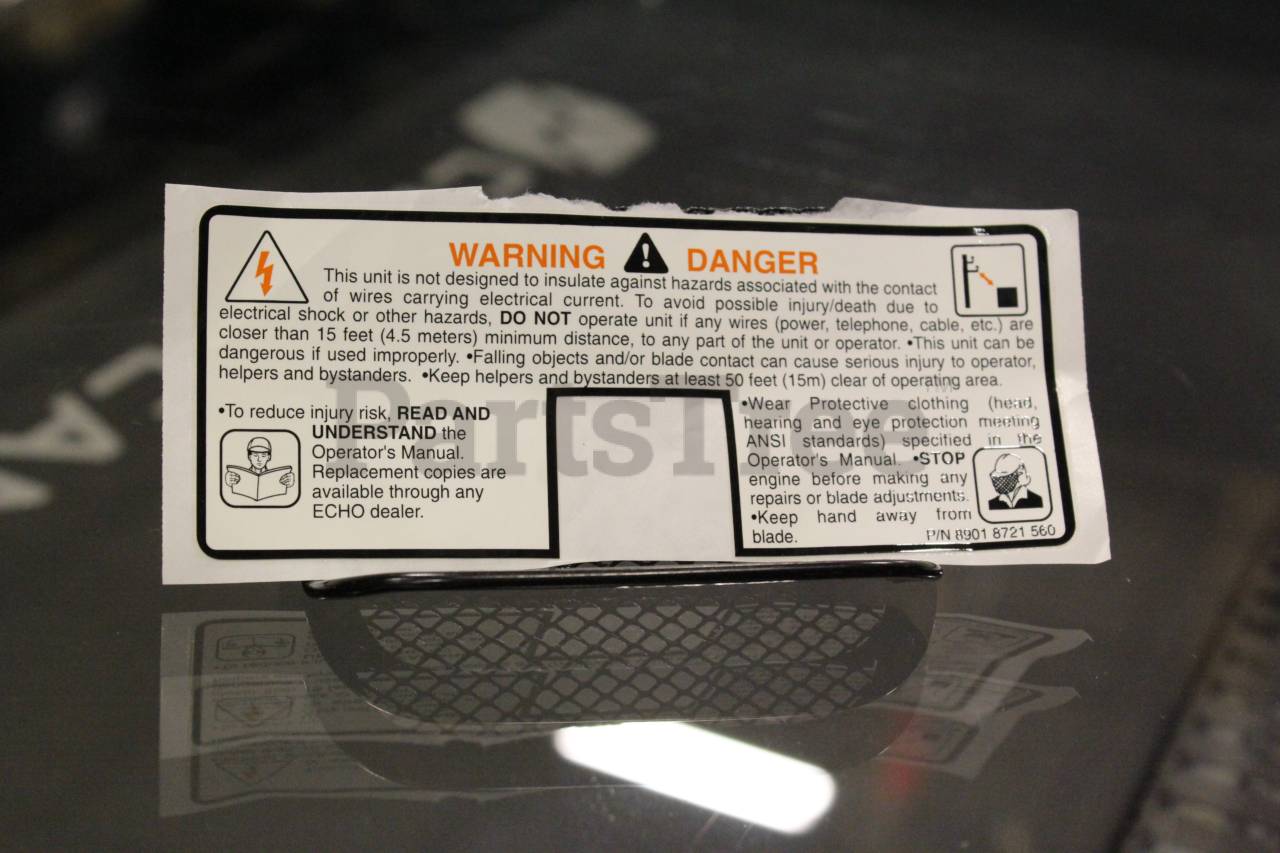 WARNING DANGER
This unit is not designed to insulate against hazards associated with the contact
of wires carrying electrical current. To avoid possible injury/death due to
electrical shock or other hazards, DO NOT operate unit if any wires (power, telephone, cable, etc.) are
closer than 15 feet (4.5 meters) minimum distance, to any part of the unit or operator. •This unit can be
dangerous if used improperly. •Falling objects and/or blade contact can cause serious injury to operator,
helpers and bystanders. •Keep helpers and bystanders at least 50 feet (15m) clear of operating area.
•To reduce injury risk, READ AND
UNDERSTAND the
Operator's Manual.
Replacement copies are
available through any
ECHO dealer.
•Wear Protective clothing (head,
hearing and eye protection meeting
ANSI standards) specified in the
Operator's Manual. •STOP
engine before making any
repairs or blade adjustments.
•Keep hand away from
blade.
P/N 8901 8721 560
PartsTree